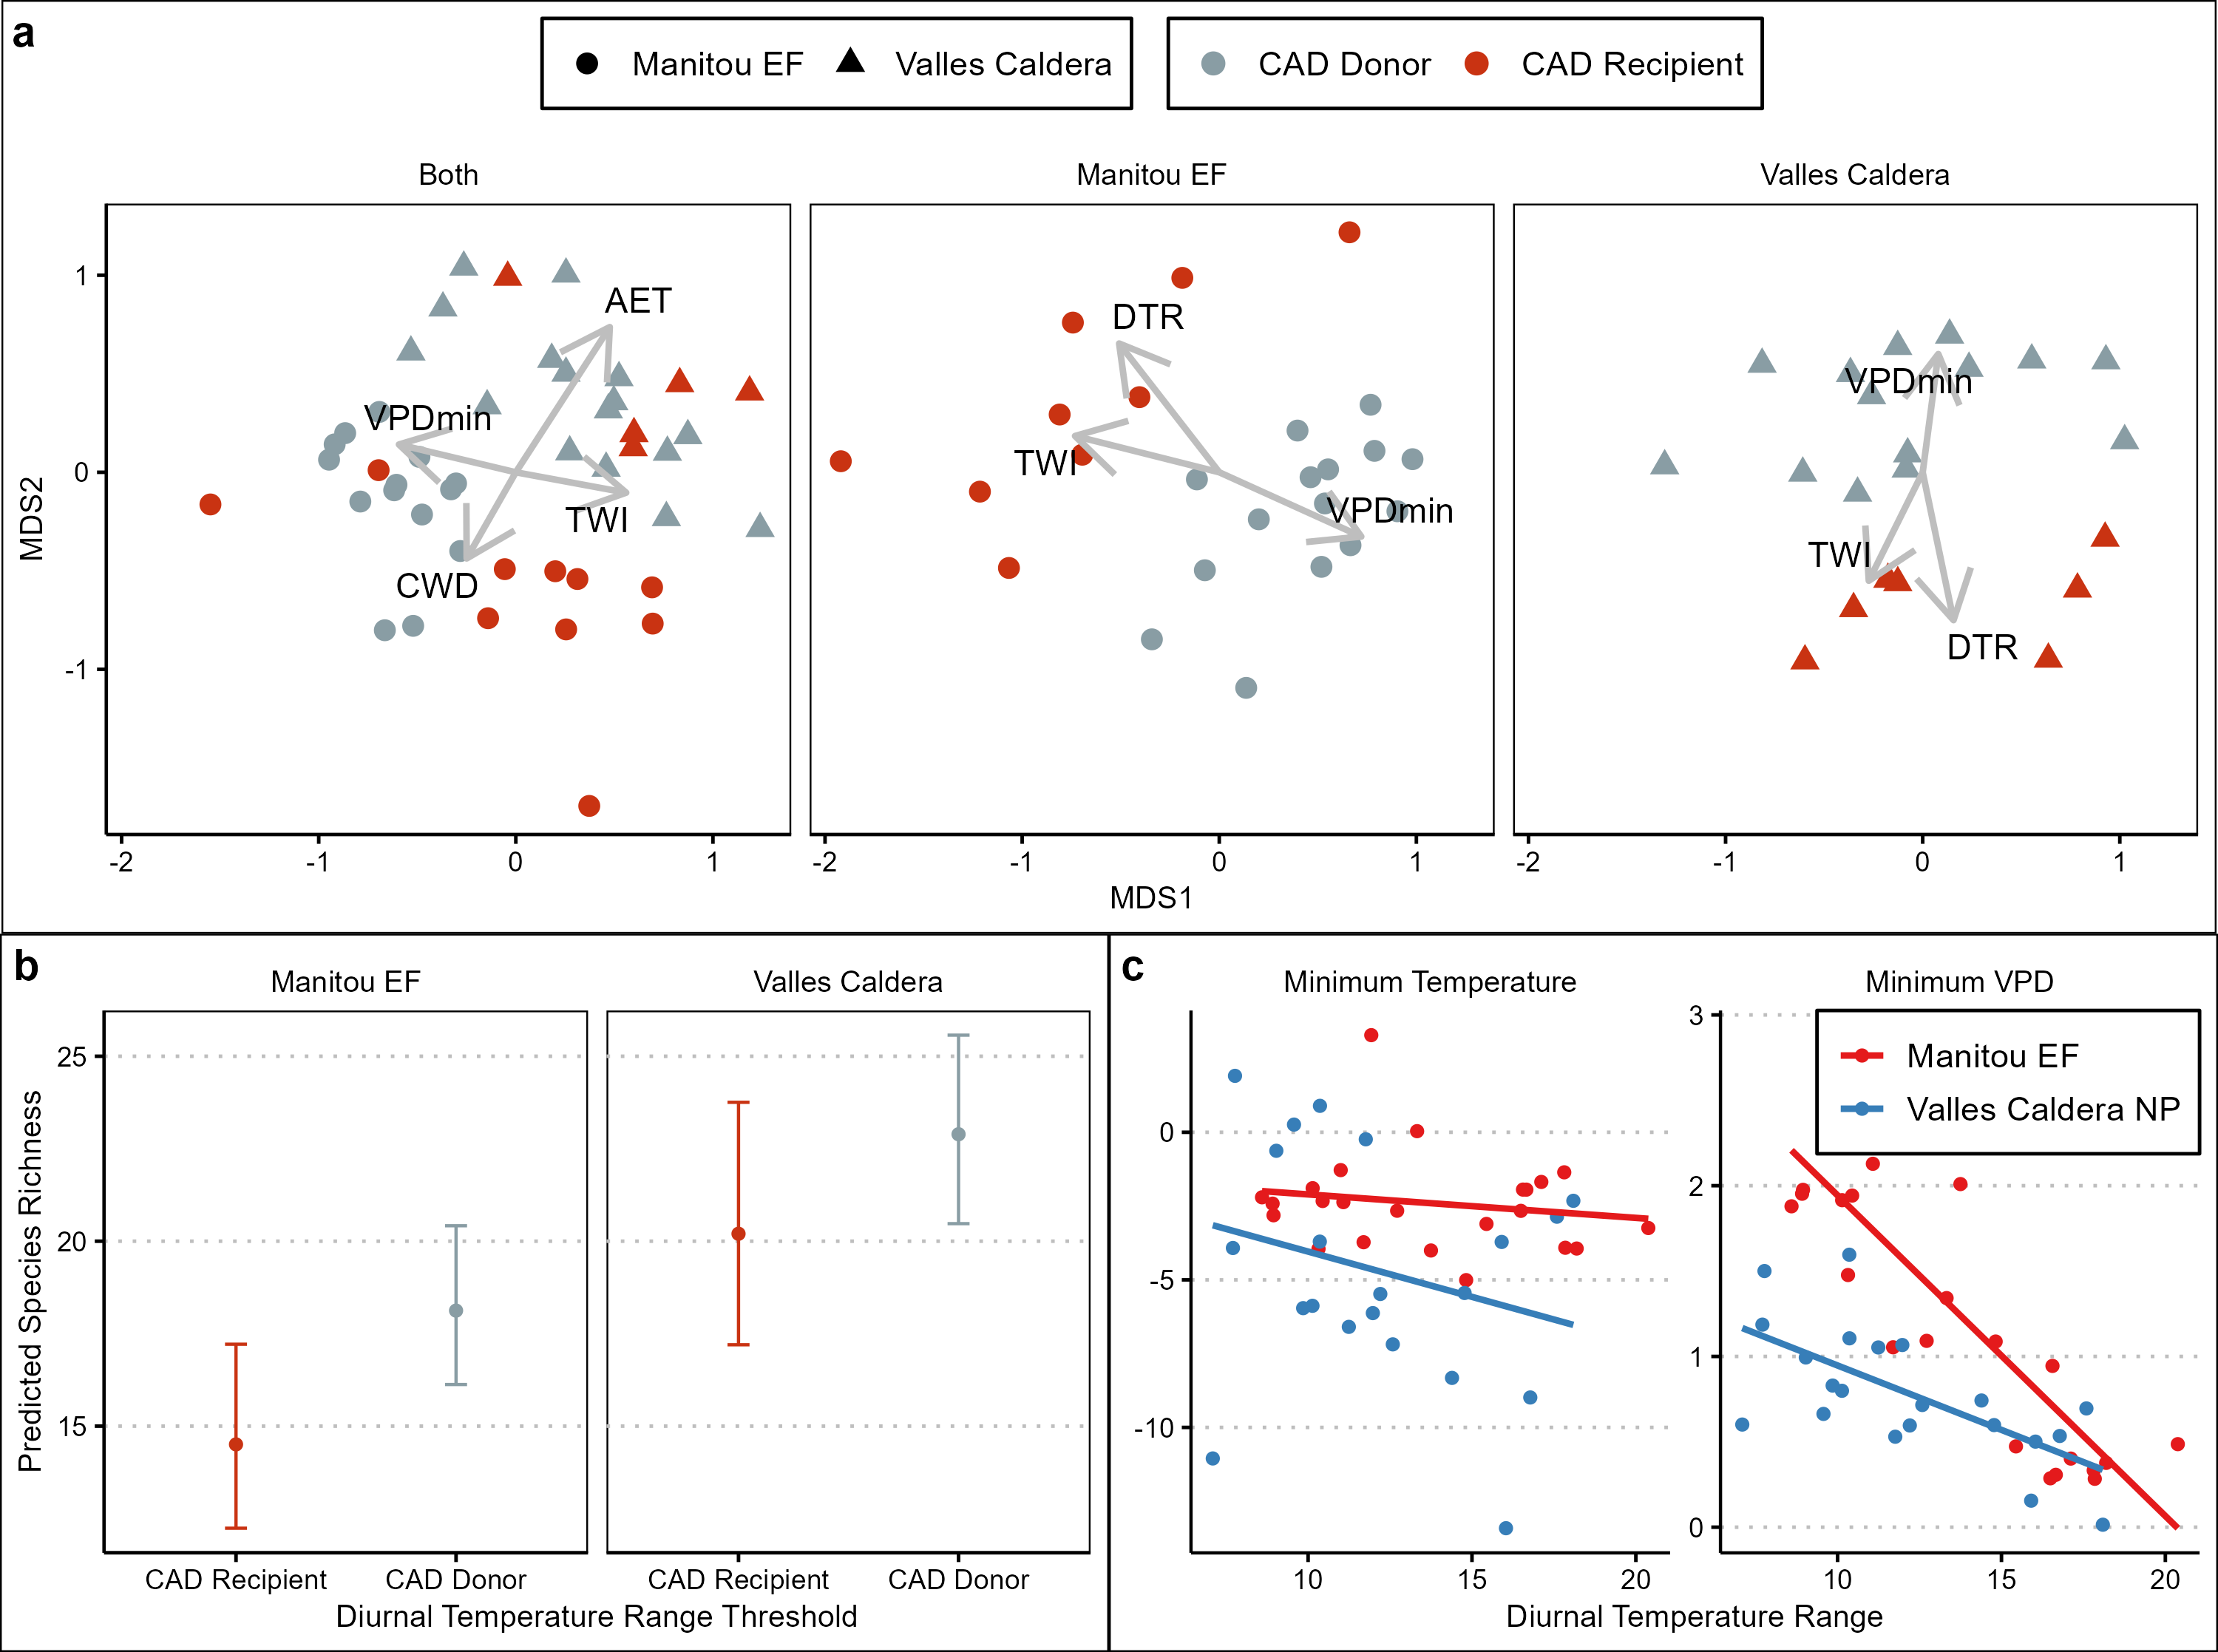 a
Manitou EF
Valles Caldera
CAD Donor
CAD Recipient
Both
Manitou EF
Valles Caldera
MDS2
1
0
-1
AET
VPDmin
TWI
CWD
DTR
TWI
VPDmin
VPDmin
TWI
DTR
-2
-1
0
1
-2
-1
0
1
-2
-1
0
1
MDS1
b
Manitou EF
Valles Caldera
Predicted Species Richness
25
20
15
CAD Recipient
CAD Donor
CAD Recipient
CAD Donor
Diurnal Temperature Range Threshold
c
Minimum Temperature
Minimum VPD
0
-5
-10
3
2
1
0
Manitou EF
Valles Caldera NP
10
15
20
10
15
20
Diurnal Temperature Range